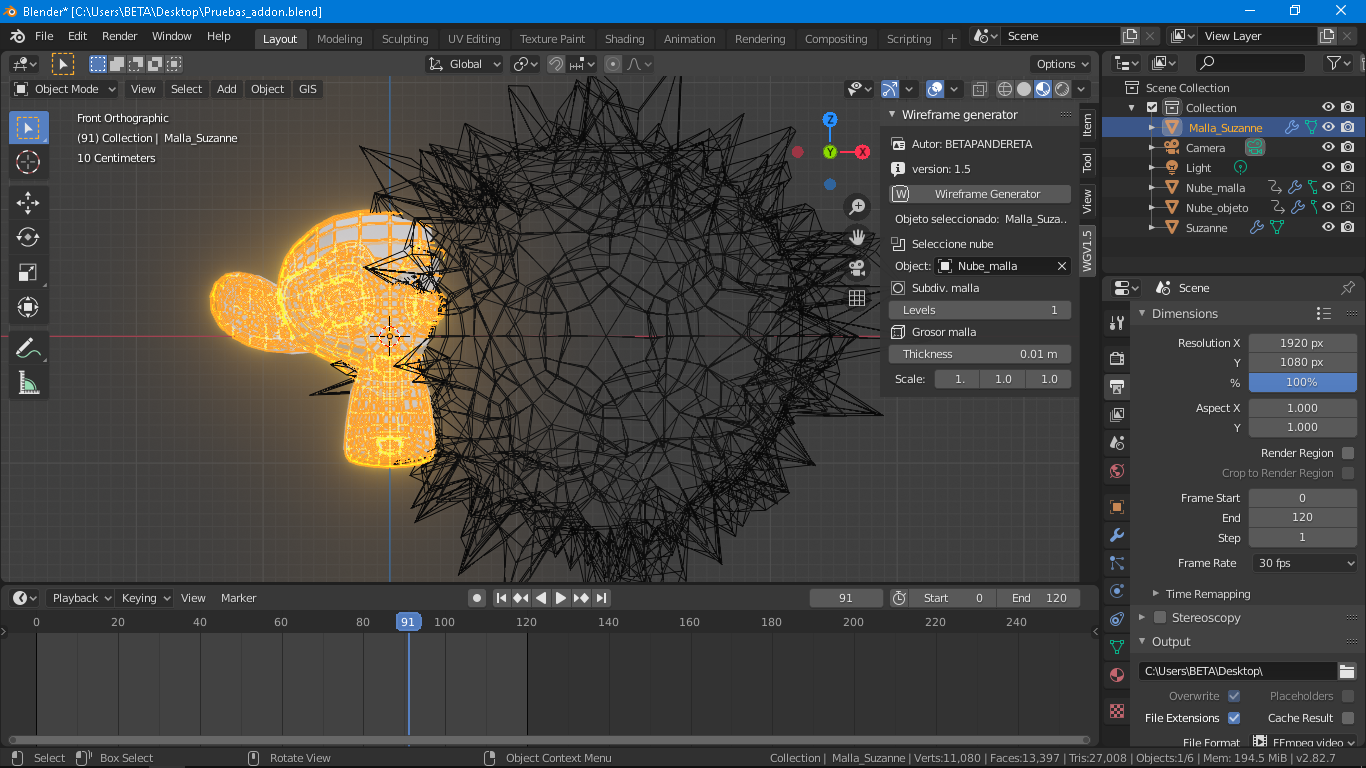 Blender* [C:\Users\BETA\Desktop\Pruebas_addon.blend]
File Edit Render Window Help
Layout Modeling Sculpting UV Editing Texture Paint Shading Animation Rendering Compositing Scripting +
Scene
View Layer
Global
Options
Object Mode View Select Add Object GIS
Front Orthographic
(91) Collection | Malla_Suzanne
10 Centimeters
Z
Y
X
Wireframe generator
Autor: BETAPANDERETA
version: 1.5
W Wireframe Generator
Objeto seleccionado: Malla_Suza..
Seleccione nube
Object: Nube_malla
Subdiv. malla
Levels 1
Grosor malla
Thickness 0.01 m
Scale: 1. 1.0 1.0
Item
Tool
View
WGV1.5
Scene Collection
Collection
Malla_Suzanne
Camera
Light
Nube_malla
Nube_objeto
Suzanne
Scene
Dimensions
Resolution X 1920 px
Y 1080 px
% 100%
Aspect X 1.000
Y 1.000
Render Region
Crop to Render Region
Frame Start 0
End 120
Step 1
Frame Rate 30 fps
Time Remapping
Stereoscopy
Output
C:\Users\BETA\Desktop\
Overwrite Placeholders
File Extensions Cache Result
File Format FFmpeg video
Playback Keying View Marker
91 Start 0 End 120
0 20 40 60 80 91 100 120 140 160 180 200 220 240
Select Box Select Rotate View Object Context Menu
Collection | Malla_Suzanne | Verts:11,080 | Faces:13,397 | Tris:27,008 | Objects:1/6 | Mem: 194.5 MiB | v2.82.7